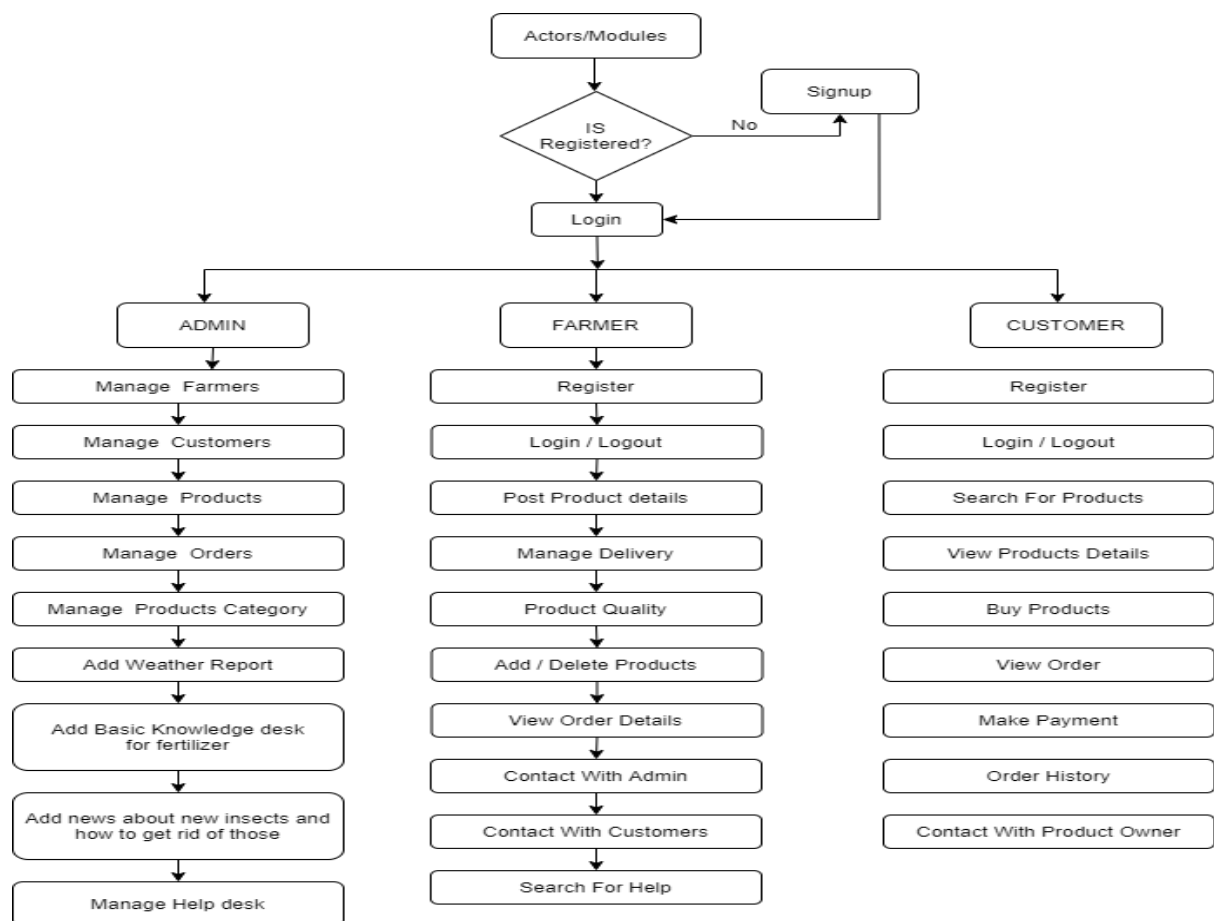 Actors/Modules
Signup
No
IS
Registered?
Login
ADMIN
FARMER
CUSTOMER
Manage Farmers
Manage Customers
Manage Products
Manage Orders
Manage Products Category
Add Weather Report
Add Basic Knowledge desk
for fertilizer
Add news about new insects and
how to get rid of those
Manage Help desk
Register
Login / Logout
Post Product details
Manage Delivery
Product Quality
Add / Delete Products
View Order Details
Contact With Admin
Contact With Customers
Search For Help
Register
Login / Logout
Search For Products
View Products Details
Buy Products
View Order
Make Payment
Order History
Contact With Product Owner